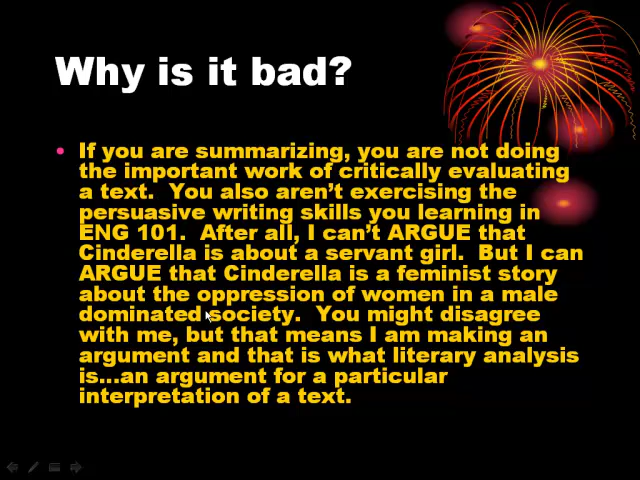 Why is it bad?
• If you are summarizing, you are not doing
the important work of critically evaluating
a text.  You also aren’t exercising the
persuasive writing skills you learning in
ENG 101.  After all, I can’t ARGUE that
Cinderella is about a servant girl.  But I can
ARGUE that Cinderella is a feminist story
about the oppression of women in a male
dominated society.  You might disagree
with me, but that means I am making an
argument and that is what literary analysis
is…an argument for a particular
interpretation of a text.